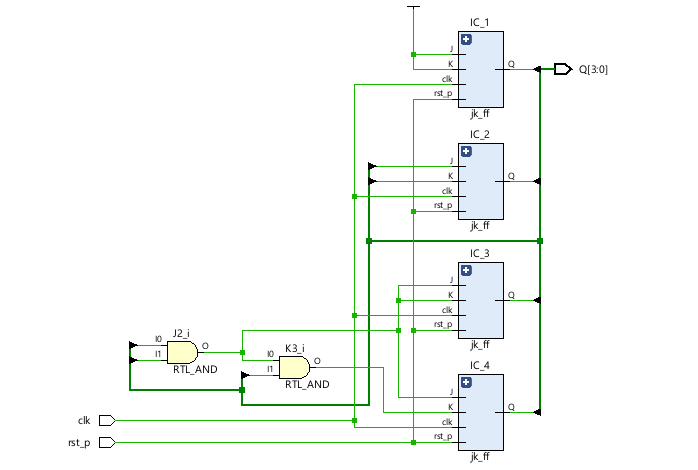 IC_1
J
K
clk
rst_p
Q
jk_ff
Q[3:0]
IC_2
J
K
clk
rst_p
Q
jk_ff
IC_3
J
K
clk
rst_p
Q
jk_ff
J2_i
I0
I1
O
RTL_AND
K3_i
I0
I1
O
RTL_AND
IC_4
J
K
clk
rst_p
Q
jk_ff
clk
rst_p